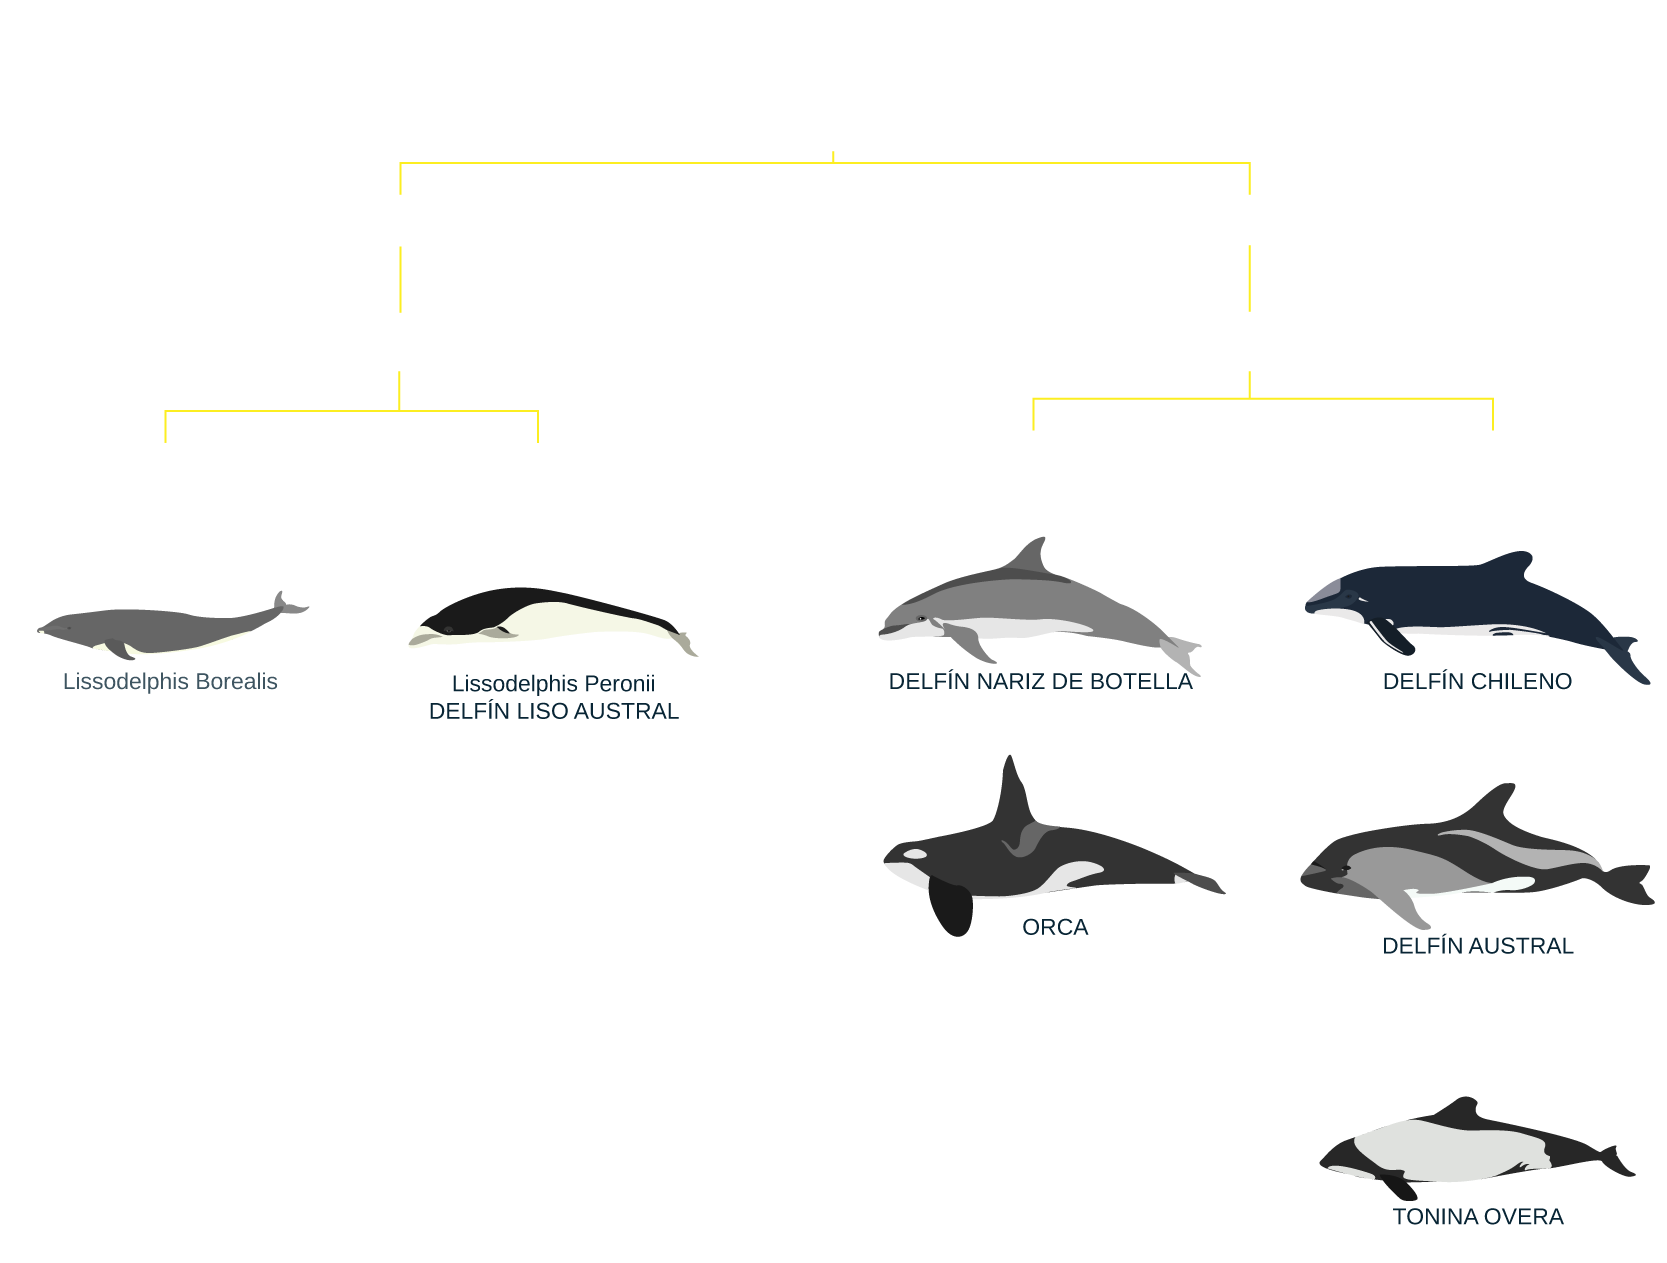 Lissodelphis Borealis
Lissodelphis Peronii
DELFÍN LISO AUSTRAL
DELFÍN NARIZ DE BOTELLA
DELFÍN CHILENO
ORCA
DELFÍN AUSTRAL
TONINA OVERA